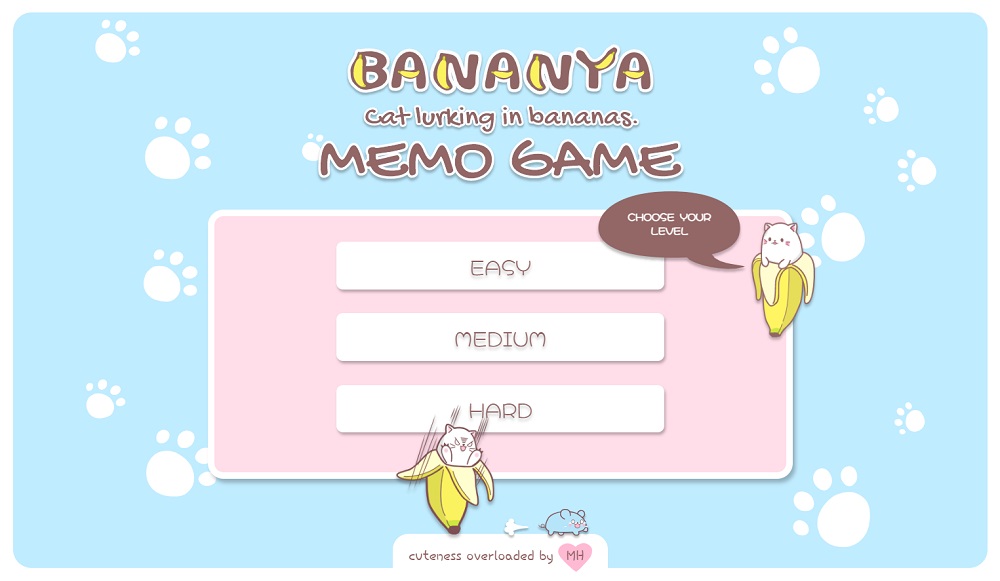 BANANYA
Cat lurking in bananas.
MEMO GAME
CHOOSE YOUR
LEVEL
EASY
MEDIUM
HARD
cuteness overloaded by MH